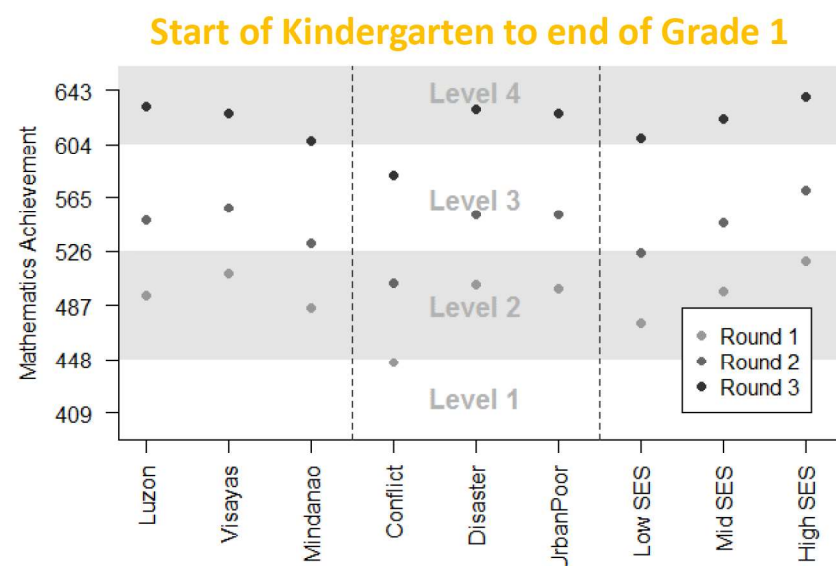 Start of Kindergarten to end of Grade 1
Mathematics Achievement
643
604
565
526
487
448
409
Level 4
Level 3
Level 2
Level 1
Round 1
Round 2
Round 3
Luzon
Visayas
Mindanao
Conflict
Disaster
UrbanPoor
Low SES
Mid SES
High SES